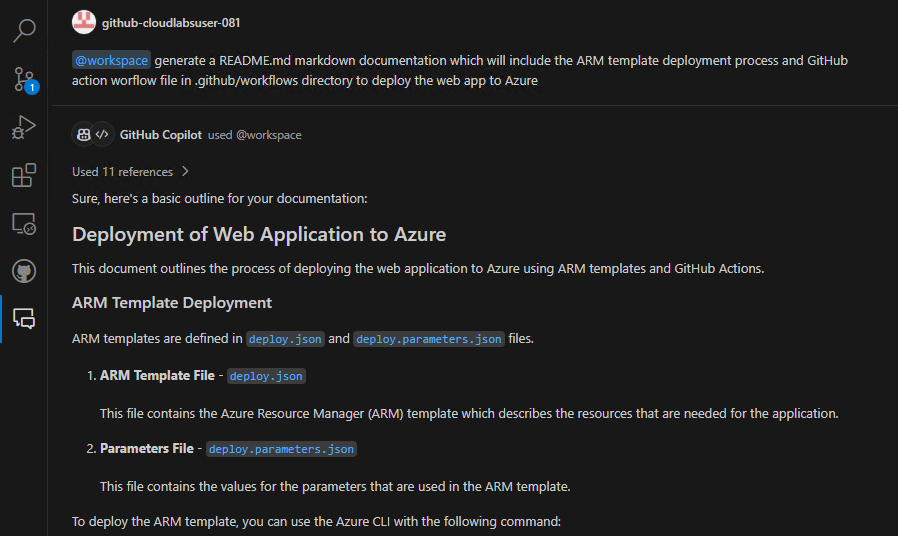 github-cloudlabsuser-081
@workspace generate a README.md markdown documentation which will include the ARM template deployment process and GitHub
action worflow file in .github/workflows directory to deploy the web app to Azure
1
GitHub Copilot used @workspace
Used 11 references
Sure, here's a basic outline for your documentation:
Deployment of Web Application to Azure
This document outlines the process of deploying the web application to Azure using ARM templates and GitHub Actions.
ARM Template Deployment
ARM templates are defined in deploy.json and deploy.parameters.json files.
1. ARM Template File - deploy.json
This file contains the Azure Resource Manager (ARM) template which describes the resources that are needed for the application.
2. Parameters File - deploy.parameters.json
This file contains the values for the parameters that are used in the ARM template.
To deploy the ARM template, you can use the Azure CLI with the following command: